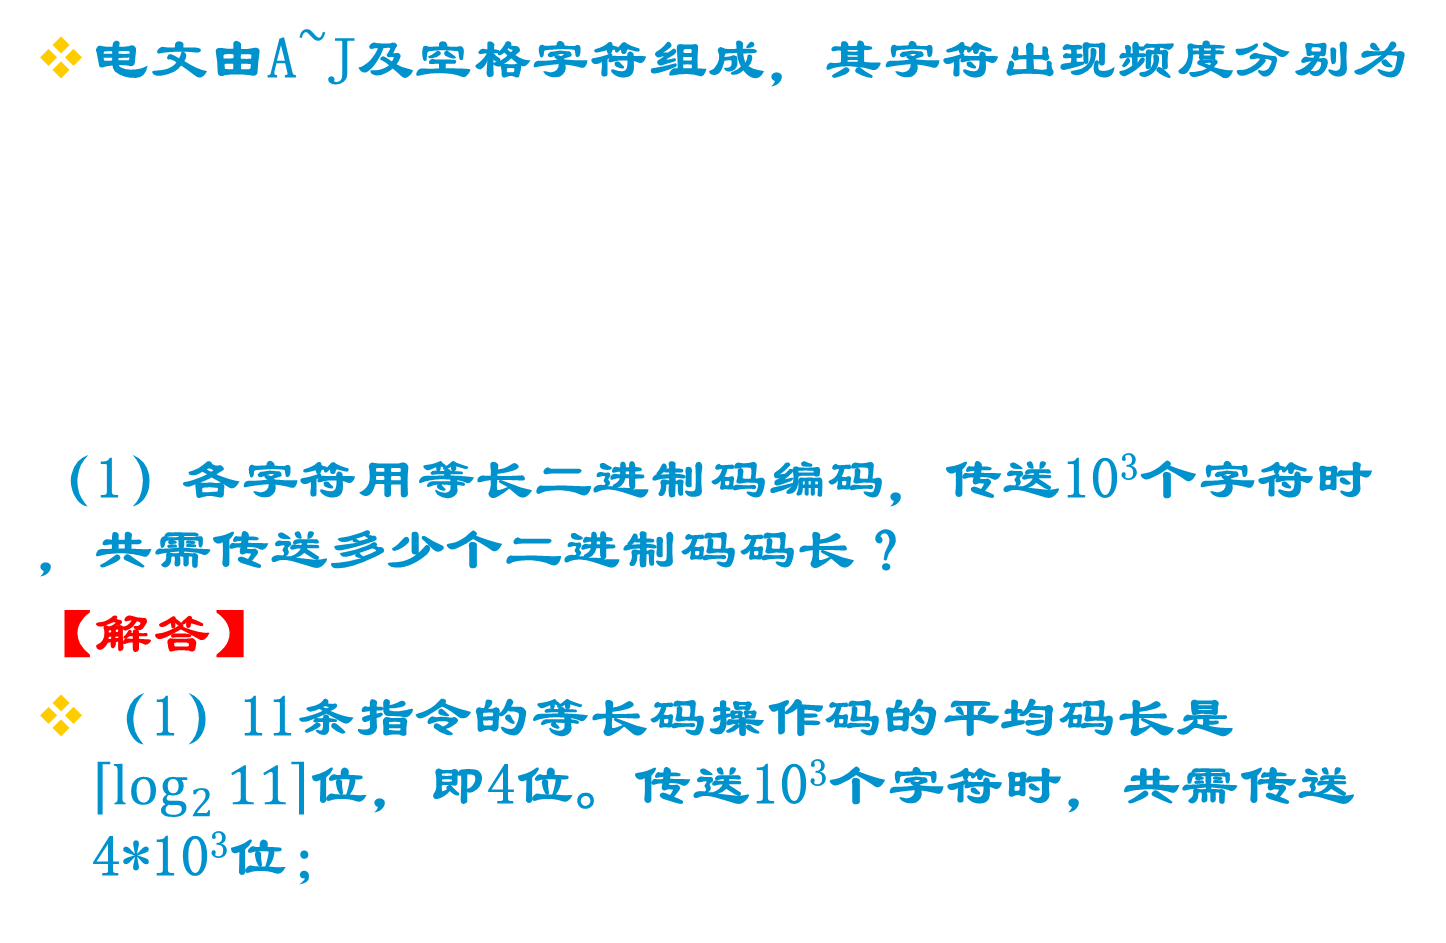 ❖电文由A~J及空格字符组成，其字符出现频度分别为
（1）各字符用等长二进制码编码，传送10³个字符时
，共需传送多少个二进制码码长？
【解答】
❖（1）11条指令的等长码操作码的平均码长是
⌈log₂ 11⌉位，即4位。传送10³个字符时，共需传送
4*10³位；